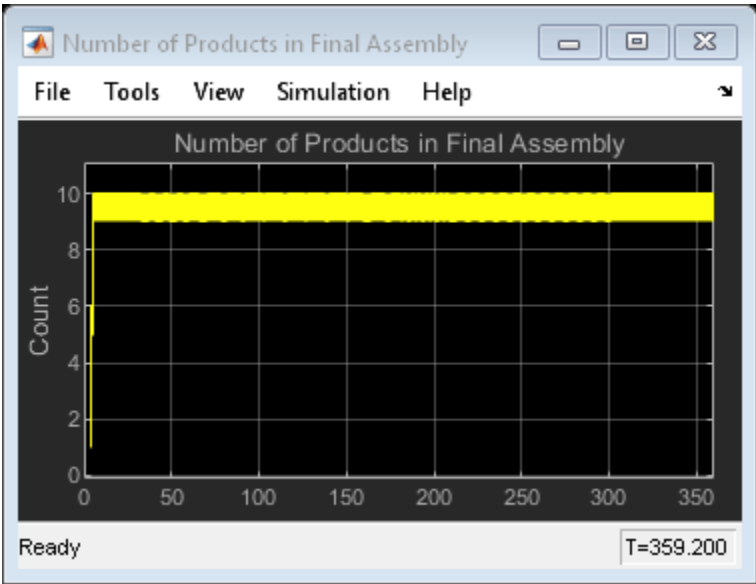 Number of Products in Final Assembly
File Tools View Simulation Help
Number of Products in Final Assembly
10
8
6
4
2
0
Count
0 50 100 150 200 250 300 350
Ready T=359.200